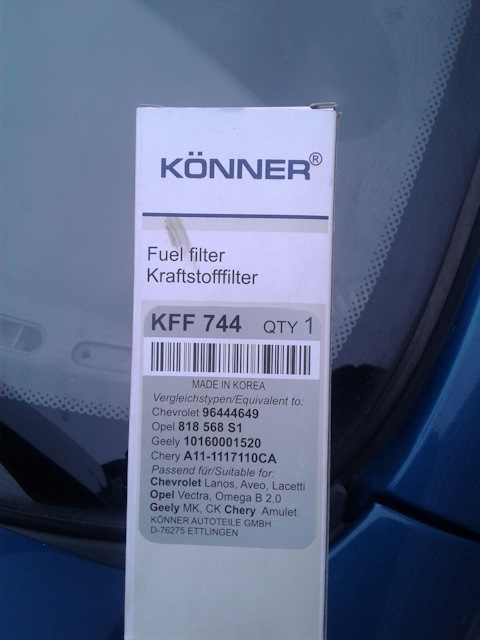 KÖNNER®
Fuel filter
Kraftstofffilter
KFF 744 QTY 1
MADE IN KOREA
Vergleichstypen/Equivalent to:
Chevrolet 96444649
Opel 818 568 S1
Geely 10160001520
Chery A11-1117110CA
Passend für/Suitable for:
Chevrolet Lanos, Aveo, Lacetti
Opel Vectra, Omega B 2.0
Geely MK, CK Chery Amulet
KÖNNER AUTOTEILE GMBH
D-76275 ETTLINGEN